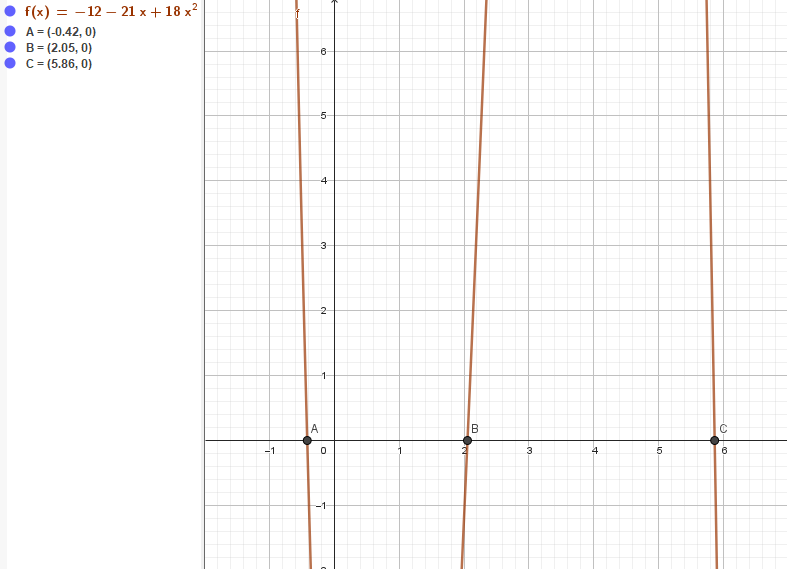 f(x) = −12 − 21 x + 18 x²
A = (-0.42, 0)
B = (2.05, 0)
C = (5.86, 0)
f
6
5
4
3
2
1
A
B
C
−1
0
1
2
3
4
5
6
−1